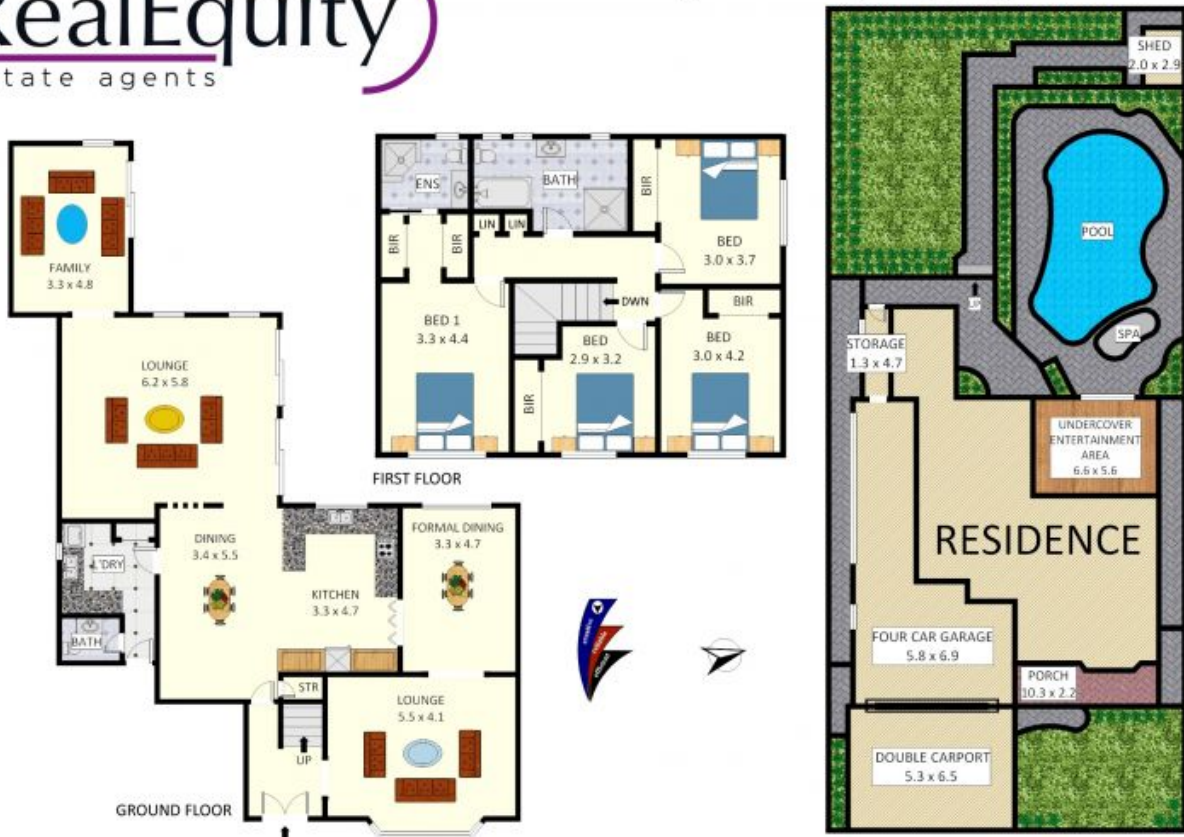 RealEquity
estate agents
FAMILY
3.3 x 4.8
LOUNGE
6.2 x 5.8
DINING
3.4 x 5.5
L'DRY
BATH
KITCHEN
3.3 x 4.7
FORMAL DINING
3.3 x 4.7
STR
UP
LOUNGE
5.5 x 4.1
GROUND FLOOR
ENS
BATH
BIR
BED
3.0 x 3.7
BIR
BIR
LIN
LIN
BED 1
3.3 x 4.4
DWN
BED
2.9 x 3.2
BIR
BIR
BED
3.0 x 4.2
FIRST FLOOR
SHED
2.0 x 2.9
POOL
SPA
UP
STORAGE
1.3 x 4.7
UNDERCOVER
ENTERTAINMENT
AREA
6.6 x 5.6
RESIDENCE
FOUR CAR GARAGE
5.8 x 6.9
PORCH
10.3 x 2.2
DOUBLE CARPORT
5.3 x 6.5